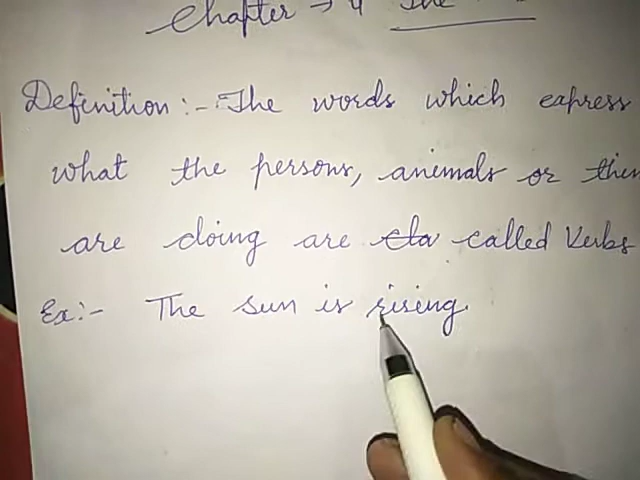 Chapter → 4 The
Definition :- The words which express
what the persons, animals or
are doing are called Verbs
Ex:- The sun is rising.